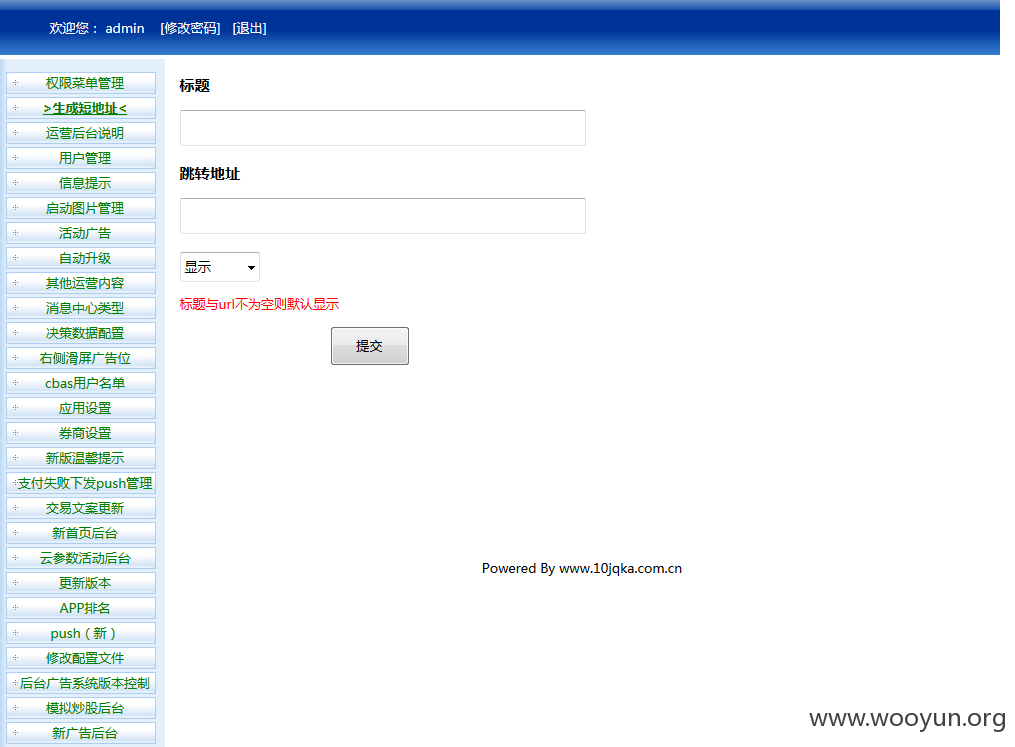 欢迎您： admin [修改密码] [退出]
权限菜单管理
>生成短地址<
运营后台说明
用户管理
信息提示
启动图片管理
活动广告
自动升级
其他运营内容
消息中心类型
决策数据配置
右侧滑屏广告位
cbas用户名单
应用设置
券商设置
新版温馨提示
支付失败下发push管理
交易文案更新
新首页后台
云参数活动后台
更新版本
APP排名
push（新）
修改配置文件
后台广告系统版本控制
模拟炒股后台
新广告后台
标题
跳转地址
显示
标题与url不为空则默认显示
提交
Powered By www.10jqka.com.cn
www.wooyun.org